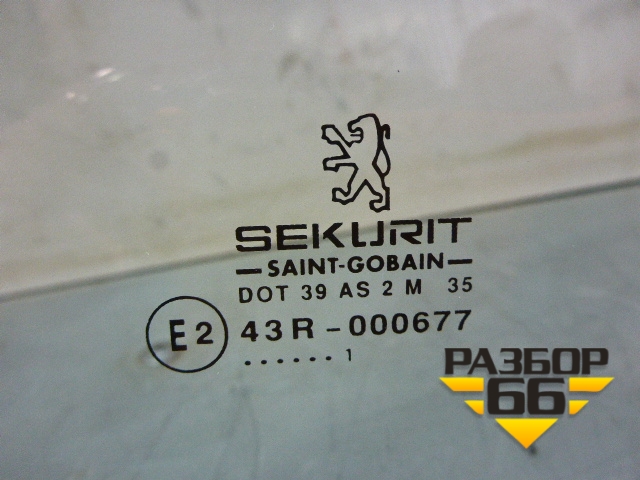 SEKURIT
SAINT-GOBAIN
DOT 39 AS 2 M 35
E2 43R-000677
...... 1
РАЗБОР
66